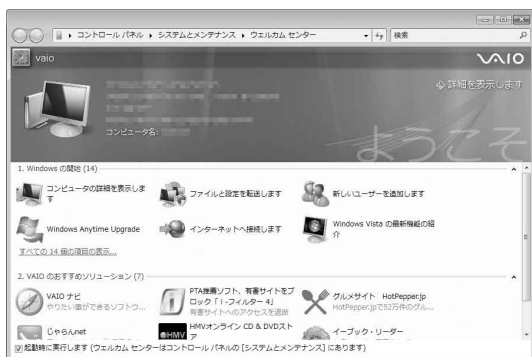 コントロール パネル ▸ システムとメンテナンス ▸ ウェルカム センター
検索
vaio
VAIO
詳細を表示します
コンピュータ名:
ようこそ
1. Windows の開始 (14)
コンピュータの詳細を表示しま
す
ファイルと設定を転送します
新しいユーザーを追加します
Windows Anytime Upgrade
インターネットへ接続します
Windows Vista の最新機能の紹
介
すべての 14 個の項目の表示...
2. VAIO のおすすめソリューション (7)
VAIO ナビ
やりたい事ができるソフトウ...
PTA推薦ソフト、有害サイトをブ
ロック「i -フィルター 4」
有害サイトへのアクセスを遮断
グルメサイト HotPepper.jp
HotPepper.jpで52万件のグル...
じゃらんnet
HMV
HMVオンライン CD & DVDスト
ア
イーブック・リーダー
起動時に実行します (ウェルカム センターはコントロール パネルの [システムとメンテナンス] にあります)